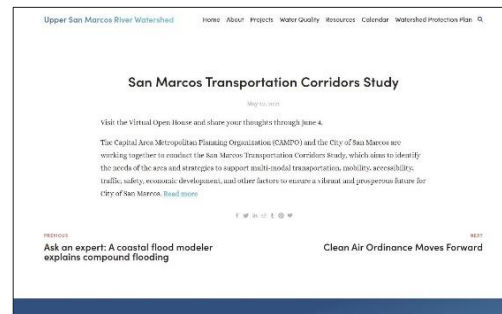 Upper San Marcos River Watershed
Home About Projects Water Quality Resources Calendar Watershed Protection Plan
San Marcos Transportation Corridors Study
Visit the Virtual Open House and share your thoughts through June 4.
The Capital Area Metropolitan Planning Organization (CAMPO) and the City of San Marcos are
working together to conduct the San Marcos Transportation Corridors Study, which aims to identify
the needs of the area and strategies to support multi-modal transportation, mobility, accessibility,
traffic, safety, economic development, and other factors to ensure a vibrant and prosperous future for
City of San Marcos. Read more
PREVIOUS
Ask an expert: A coastal flood modeler
explains compound flooding
NEXT
Clean Air Ordinance Moves Forward